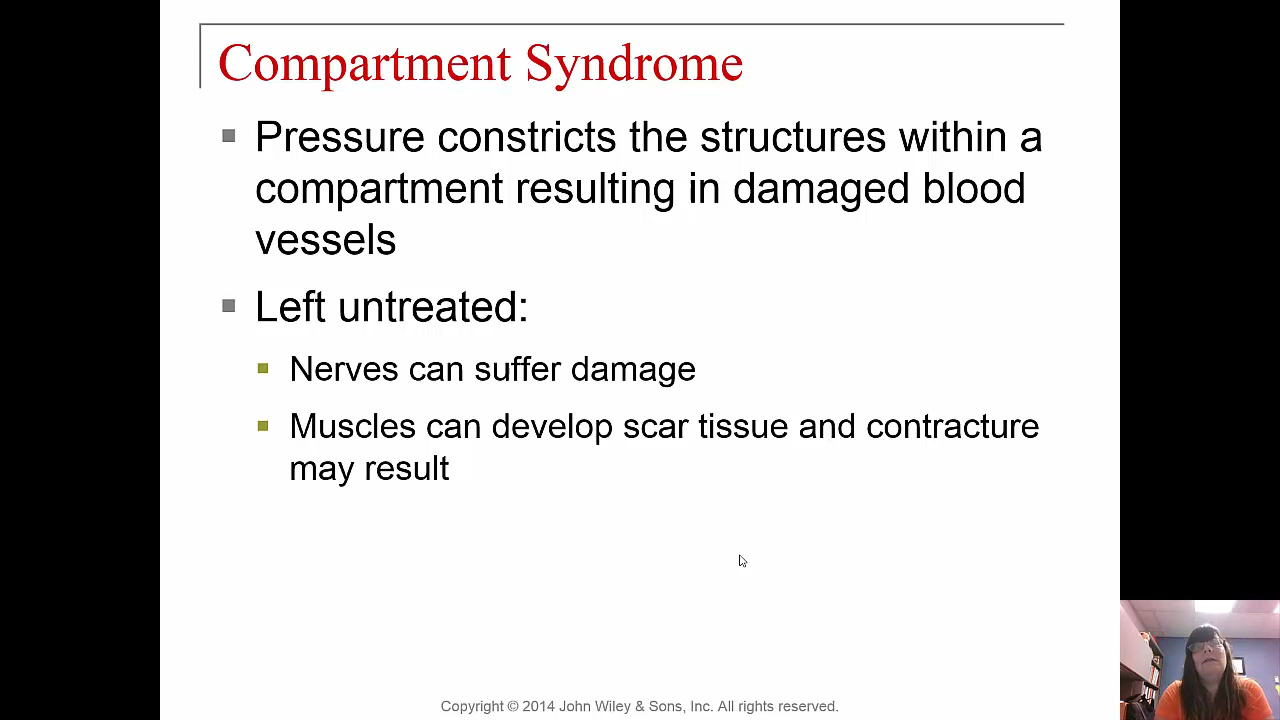 Compartment Syndrome
Pressure constricts the structures within a
compartment resulting in damaged blood
vessels
Left untreated:
Nerves can suffer damage
Muscles can develop scar tissue and contracture
may result
Copyright © 2014 John Wiley & Sons, Inc. All rights reserved.